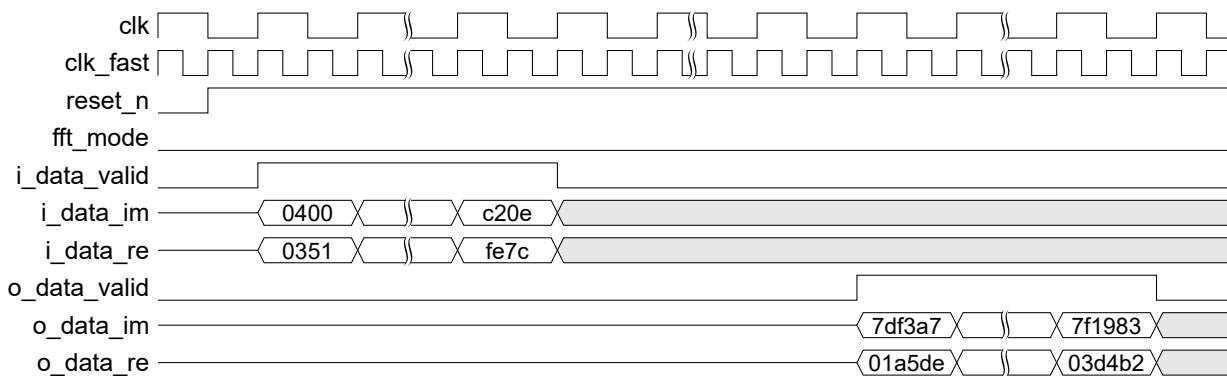 clk
clk_fast
reset_n
fft_mode
i_data_valid
i_data_im 0400 c20e
i_data_re 0351 fe7c
o_data_valid
o_data_im 7df3a7 7f1983
o_data_re 01a5de 03d4b2